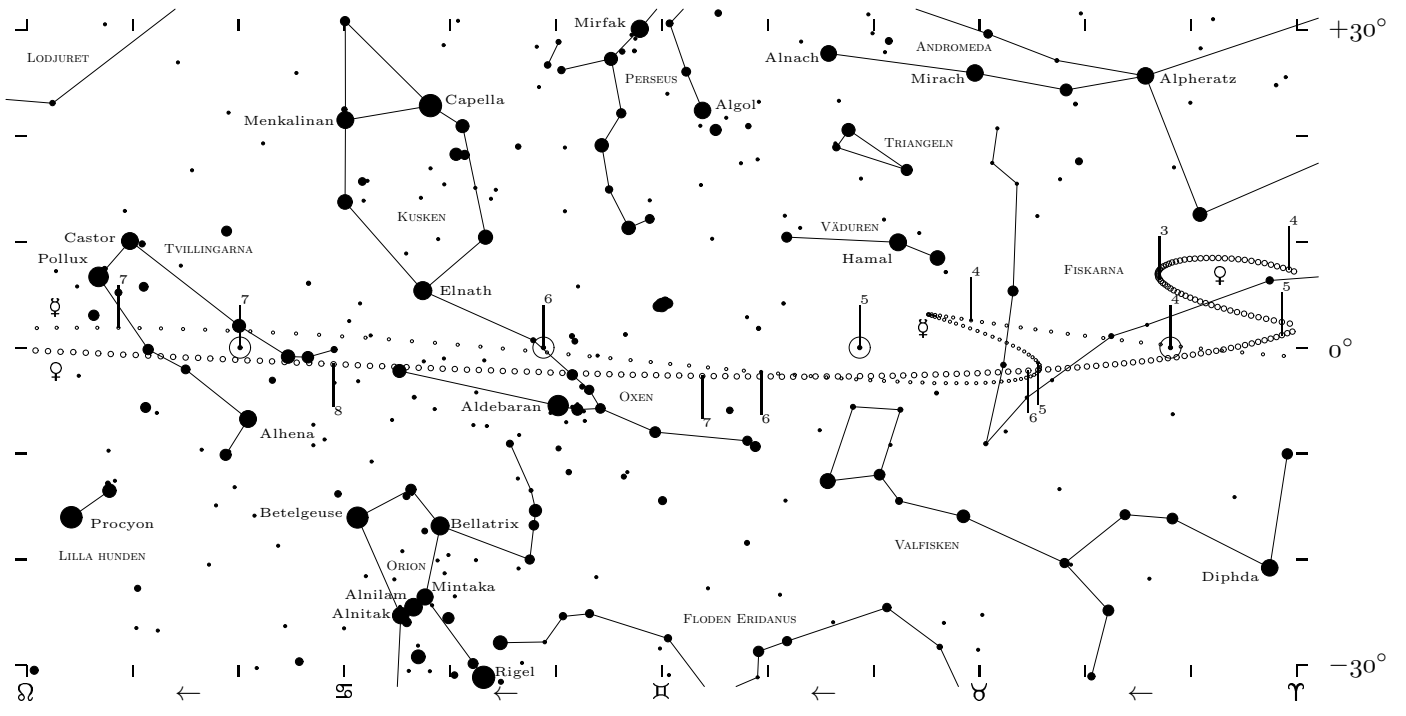 Mirfak
+30°
LODJURET
ANDROMEDA
Alnach
PERSEUS
Mirach
Alpheratz
Capella
Algol
Menkalinan
TRIANGELN
KUSKEN
3
4
VÄDUREN
Castor
TVILLINGARNA
Pollux
Hamal
FISKARNA
♀
7
4
Elnath
5
☿
7
6
5
4
☿
0°
♀
8
Aldebaran
OXEN
7
6
6
5
Alhena
Betelgeuse
Procyon
Bellatrix
LILLA HUNDEN
ORION
VALFISKEN
Diphda
Mintaka
Alnilam
Alnitak
FLODEN ERIDANUS
Rigel
−30°
♌ ← ♋ ← ♊ ← ♉ ← ♈